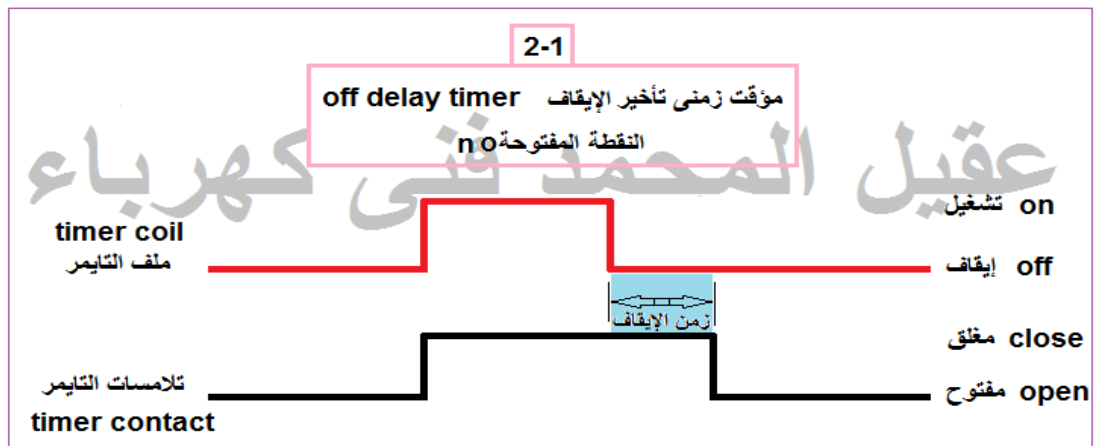 2-1
مؤقت زمنى تأخير الإيقاف off delay timer
النقطة المفتوحة n o
عقيل المحمد فنى كهرباء
on تشغيل
timer coil
ملف التايمر
off إيقاف
زمن الإيقاف
close مغلق
تلامسات التايمر
open مفتوح
timer contact